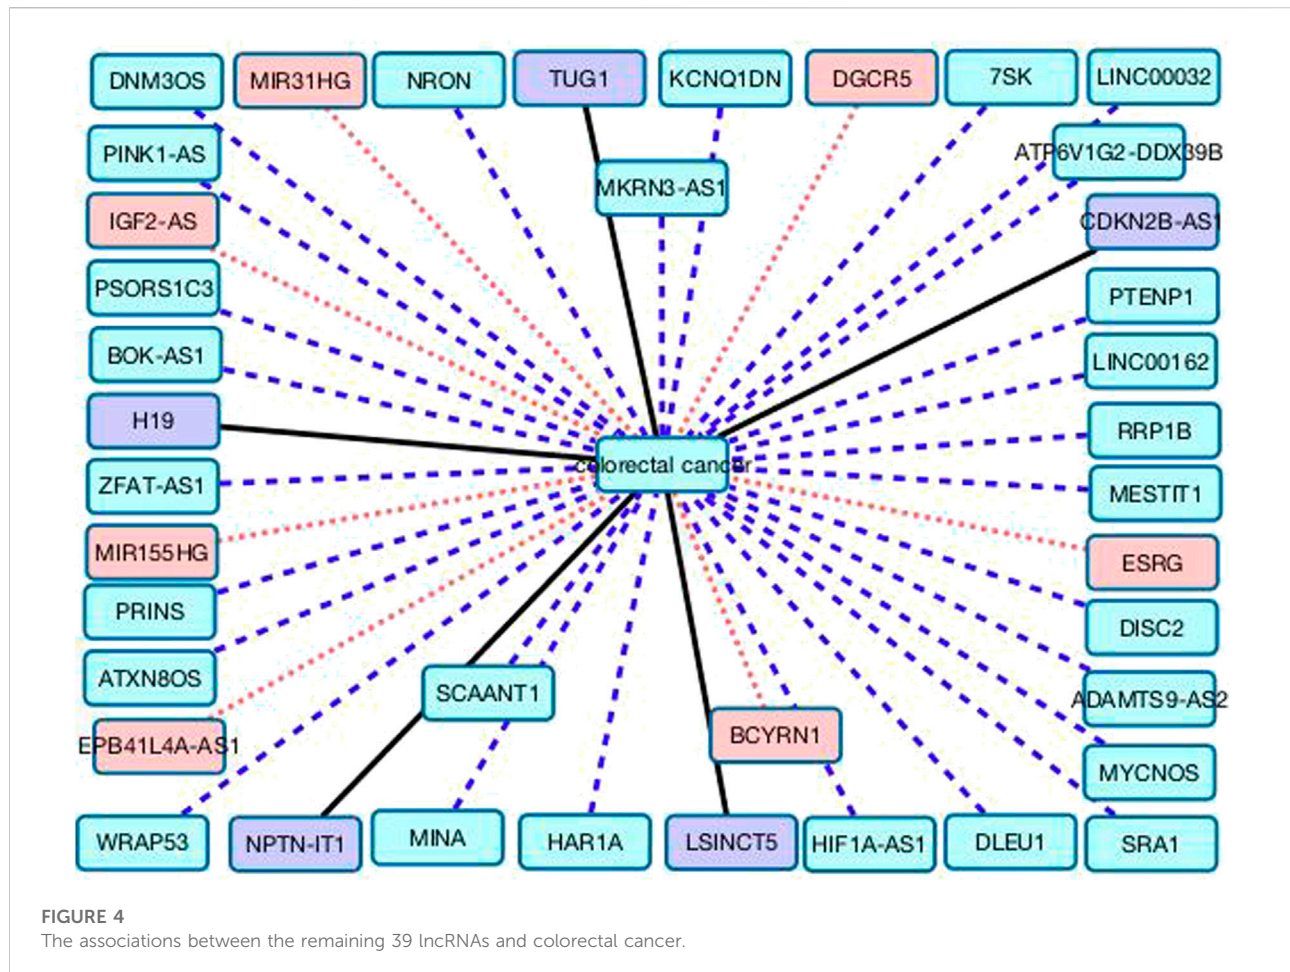 DNM3OS
MIR31HG
NRON
TUG1
KCNQ1DN
DGCR5
7SK
LINC00032
PINK1-AS
MKRN3-AS1
ATP6V1G2-DDX39B
IGF2-AS
CDKN2B-AS1
PSORS1C3
PTENP1
BOK-AS1
LINC00162
H19
RRP1B
colorectal cancer
ZFAT-AS1
MESTIT1
MIR155HG
ESRG
PRINS
DISC2
ATXN8OS
SCAANT1
ADAMTS9-AS2
EPB41L4A-AS1
BCYRN1
MYCNOS
WRAP53
NPTN-IT1
MINA
HAR1A
LSINCT5
HIF1A-AS1
DLEU1
SRA1
FIGURE 4
The associations between the remaining 39 lncRNAs and colorectal cancer.